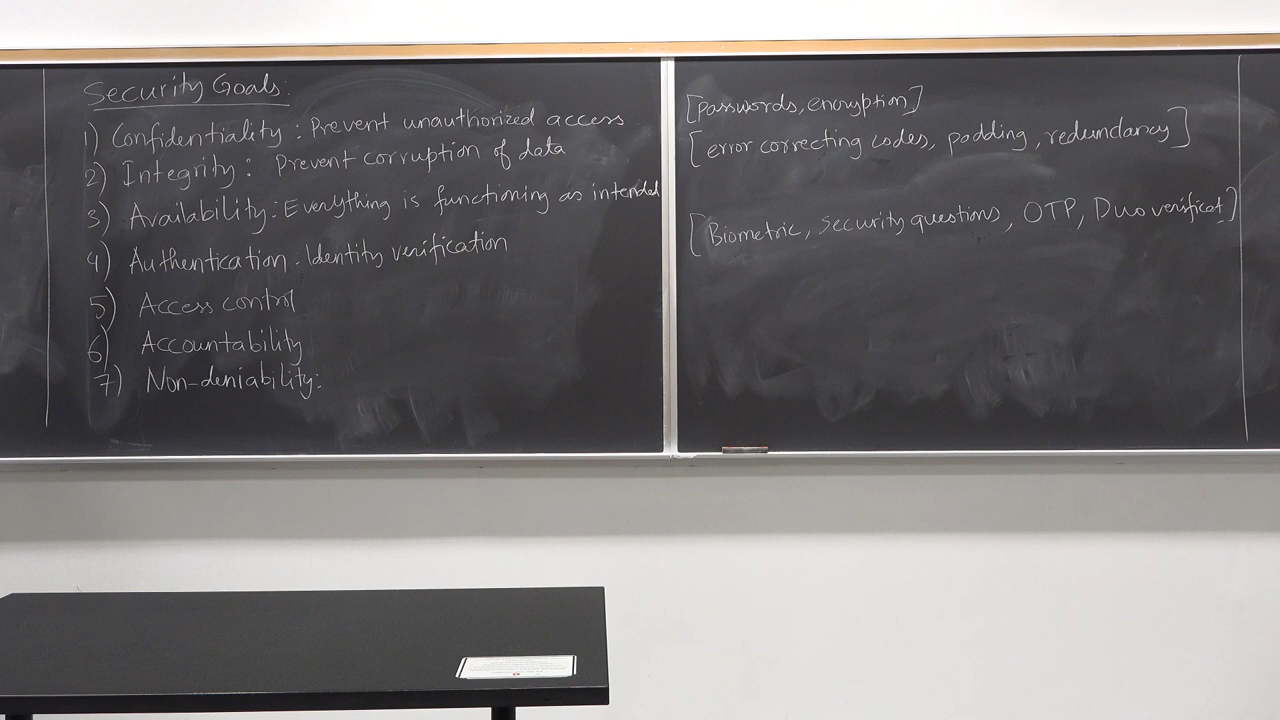 Security Goals:
1) Confidentiality : Prevent unauthorized access
2) Integrity : Prevent corruption of data
3) Availability : Everything is functioning as intended
4) Authentication : Identity verification
5) Access control
6) Accountability
7) Non-deniability:
[Passwords, encryption]
[error correcting codes, padding, redundancy]
[Biometric, Security questions, OTP, Duo verificat.]